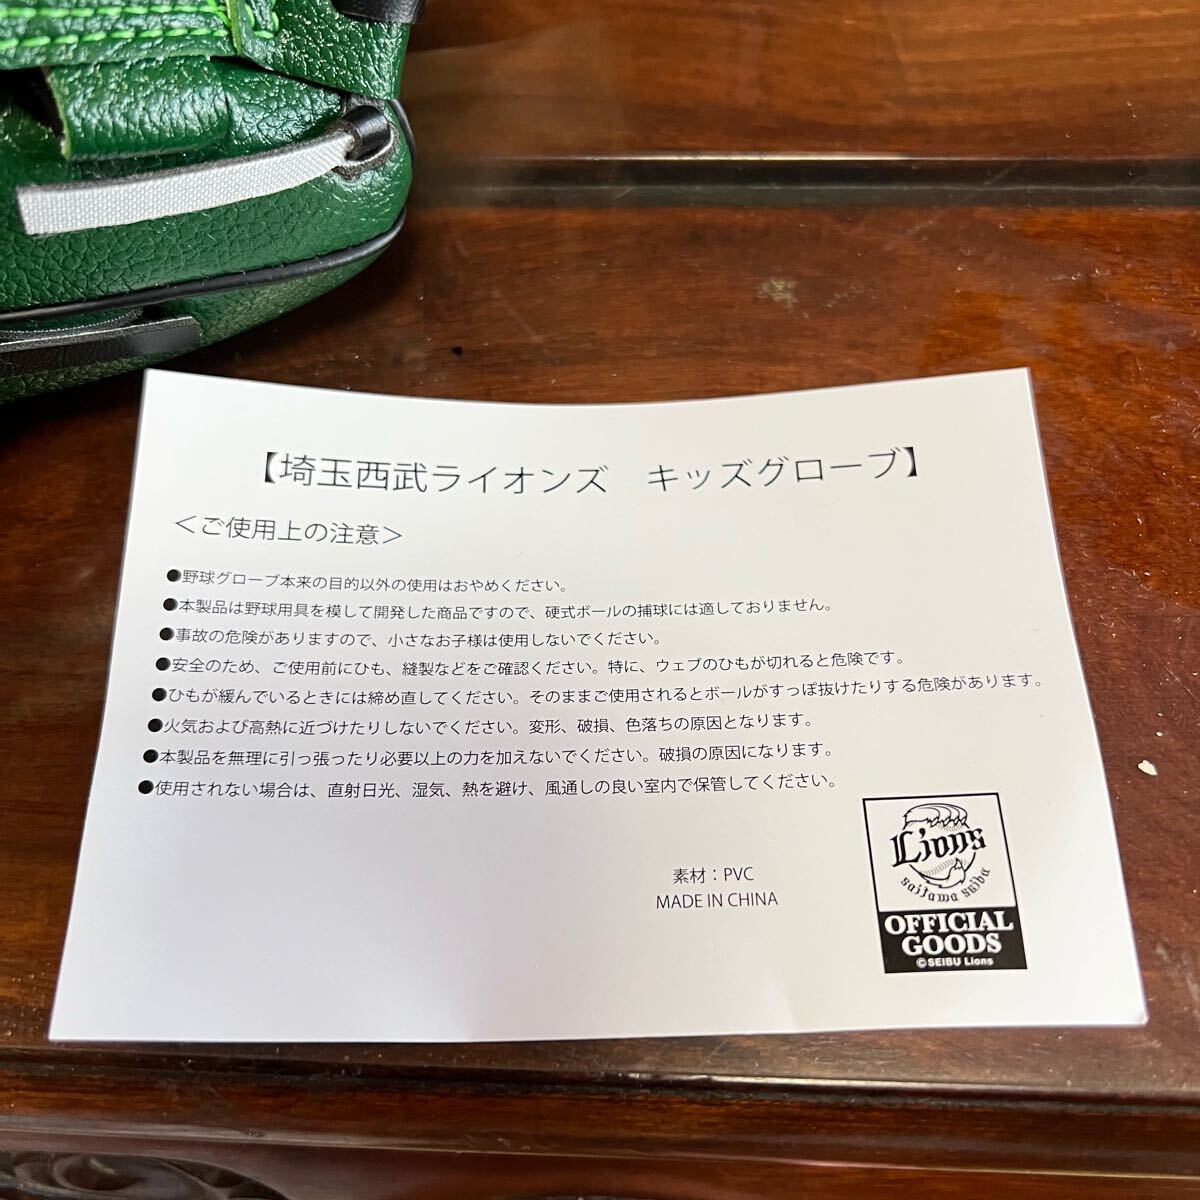 【埼玉西武ライオンズ　キッズグローブ】
＜ご使用上の注意＞
●野球グローブ本来の目的以外の使用はおやめください。
●本製品は野球用具を模して開発した商品ですので、硬式ボールの捕球には適しておりません。
●事故の危険がありますので、小さなお子様は使用しないでください。
●安全のため、ご使用前にひも、縫製などをご確認ください。特に、ウェブのひもが切れると危険です。
●ひもが緩んでいるときには締め直してください。そのままご使用されるとボールがすっぽ抜けたりする危険があります。
●火気および高熱に近づけたりしないでください。変形、破損、色落ちの原因となります。
●本製品を無理に引っ張ったり必要以上の力を加えないでください。破損の原因になります。
●使用されない場合は、直射日光、湿気、熱を避け、風通しの良い室内で保管してください。
素材：PVC
MADE IN CHINA
Lions
saitama seibu
OFFICIAL
GOODS
©SEIBU Lions